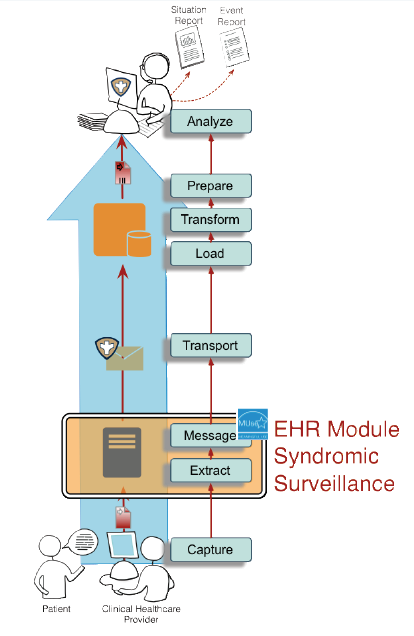 Situation
Report
Event
Report
Analyze
Prepare
Transform
Load
Transport
Message
EHR Module
Syndromic
Surveillance
Extract
Capture
Patient
Clinical Healthcare
Provider